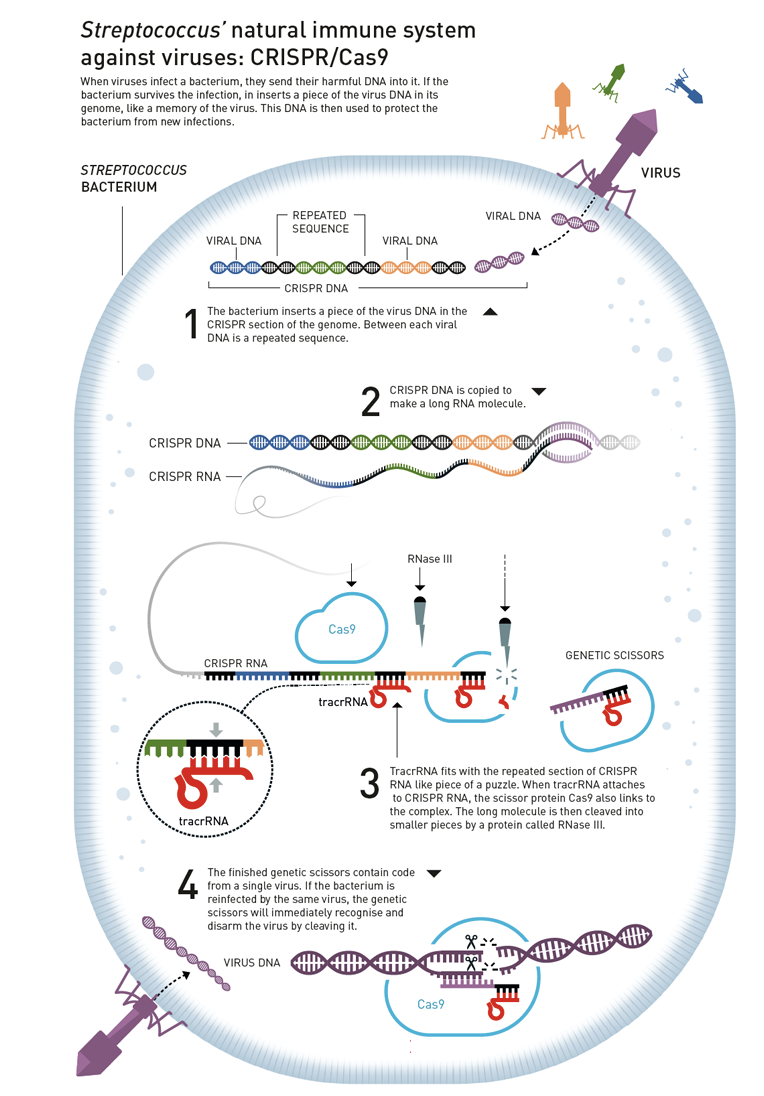 Streptococcus’ natural immune system
against viruses: CRISPR/Cas9
When viruses infect a bacterium, they send their harmful DNA into it. If the
bacterium survives the infection, in inserts a piece of the virus DNA in its
genome, like a memory of the virus. This DNA is then used to protect the
bacterium from new infections.
STREPTOCOCCUS
BACTERIUM
VIRUS
VIRAL DNA
REPEATED
SEQUENCE
VIRAL DNA
VIRAL DNA
CRISPR DNA
1
The bacterium inserts a piece of the virus DNA in the
CRISPR section of the genome. Between each viral
DNA is a repeated sequence.
2
CRISPR DNA is copied to
make a long RNA molecule.
CRISPR DNA
CRISPR RNA
RNase III
Cas9
CRISPR RNA
GENETIC SCISSORS
tracrRNA
tracrRNA
3
TracrRNA fits with the repeated section of CRISPR
RNA like piece of a puzzle. When tracrRNA attaches
to CRISPR RNA, the scissor protein Cas9 also links to
the complex. The long molecule is then cleaved into
smaller pieces by a protein called RNase III.
4
The finished genetic scissors contain code
from a single virus. If the bacterium is
reinfected by the same virus, the genetic
scissors will immediately recognise and
disarm the virus by cleaving it.
VIRUS DNA
Cas9